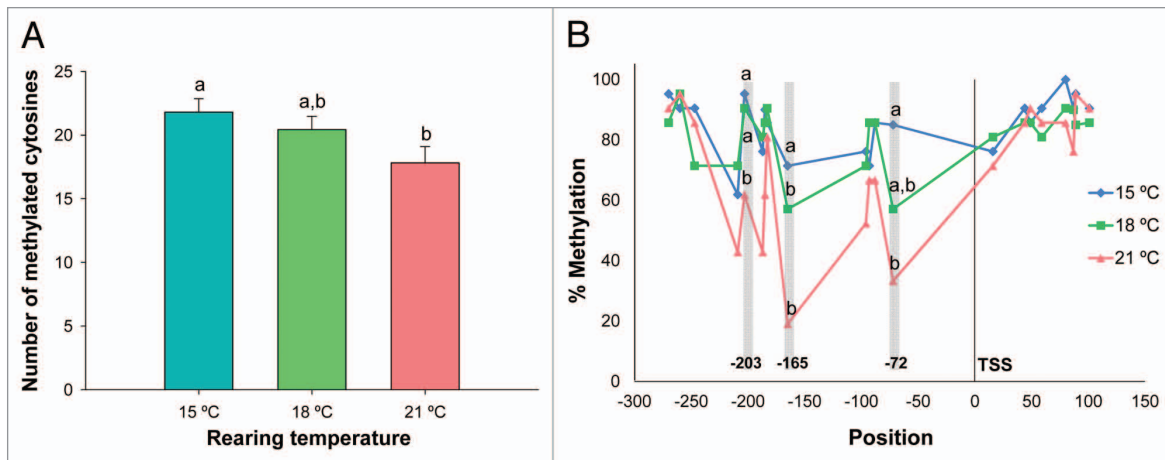 A
Number of methylated cytosines
25
20
15
10
5
0
a
a,b
b
15 ºC
18 ºC
21 ºC
Rearing temperature
B
% Methylation
100
80
60
40
20
0
a
a
b
a
b
b
a
a,b
b
-203
-165
-72
TSS
15 ºC
18 ºC
21 ºC
-300
-250
-200
-150
-100
-50
0
50
100
150
Position